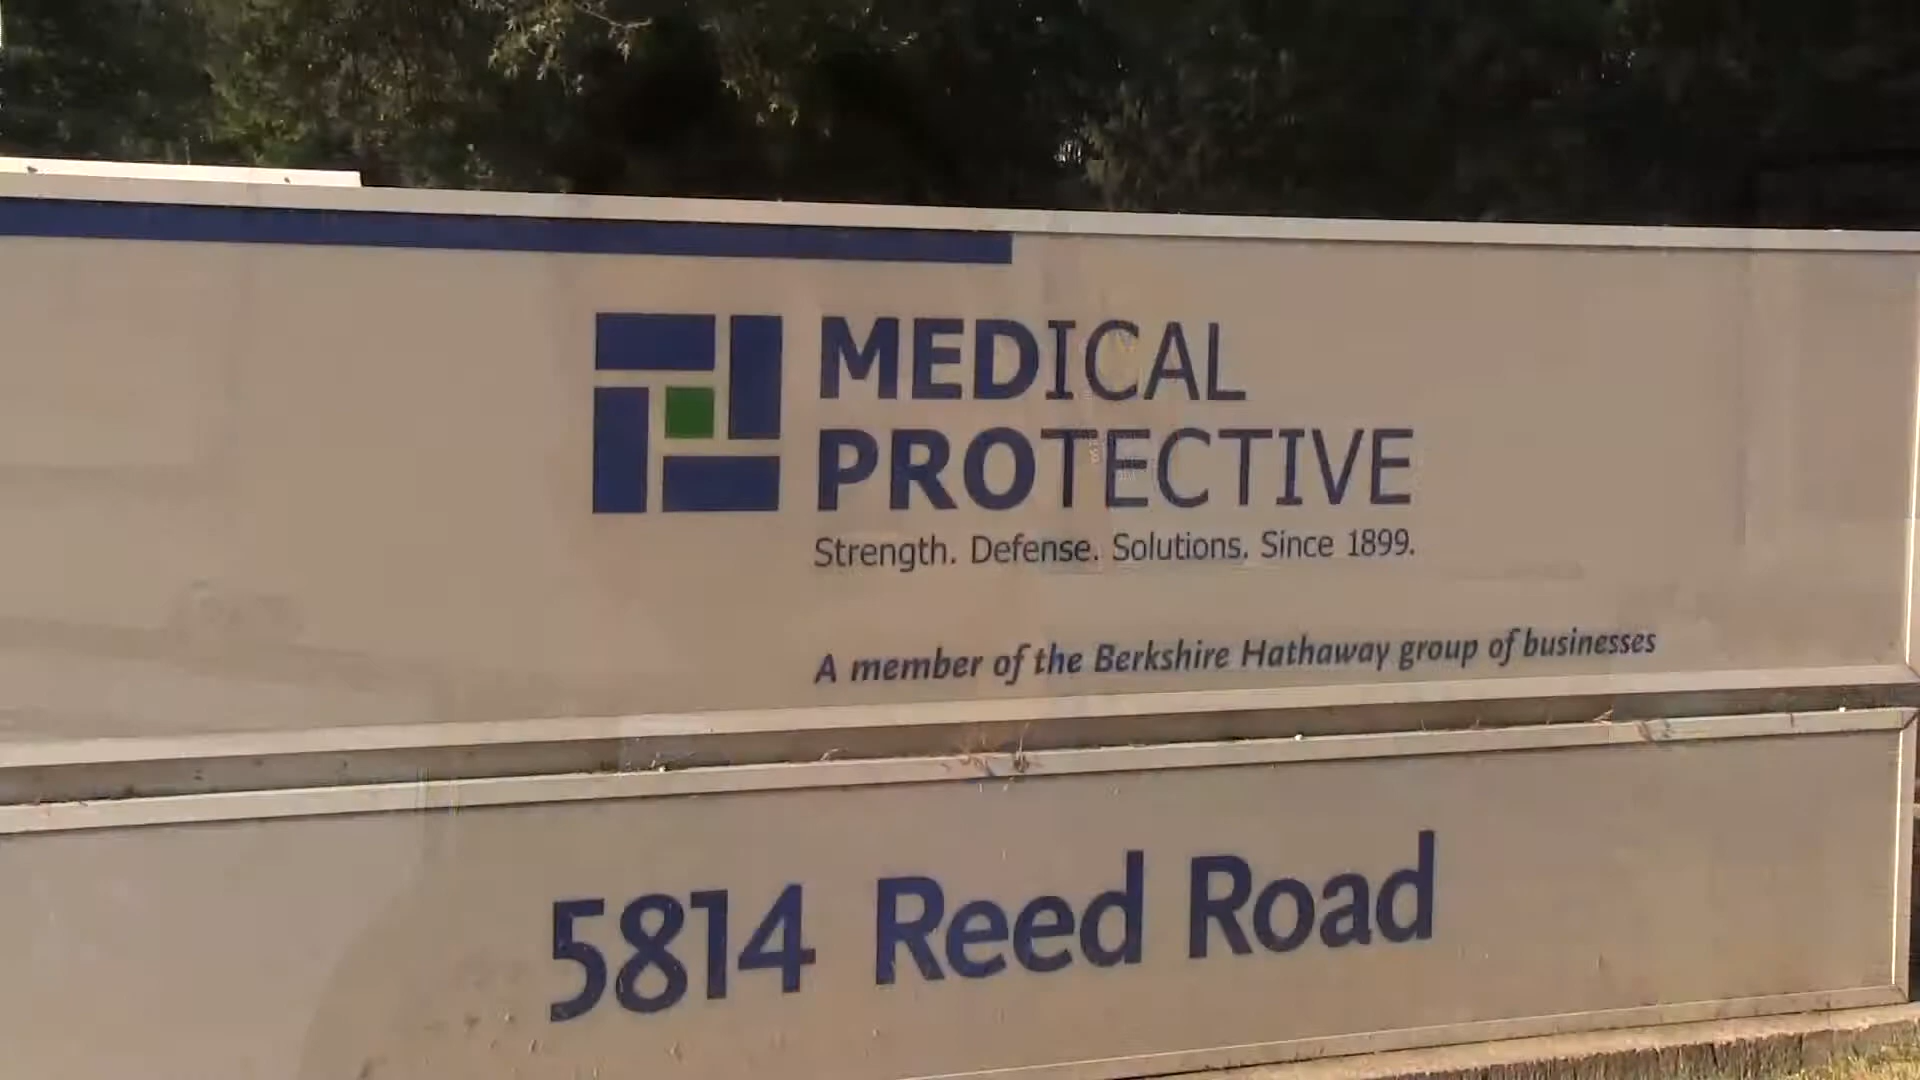 MEDICAL
PROTECTIVE
Strength. Defense. Solutions. Since 1899.
A member of the Berkshire Hathaway group of businesses
5814 Reed Road